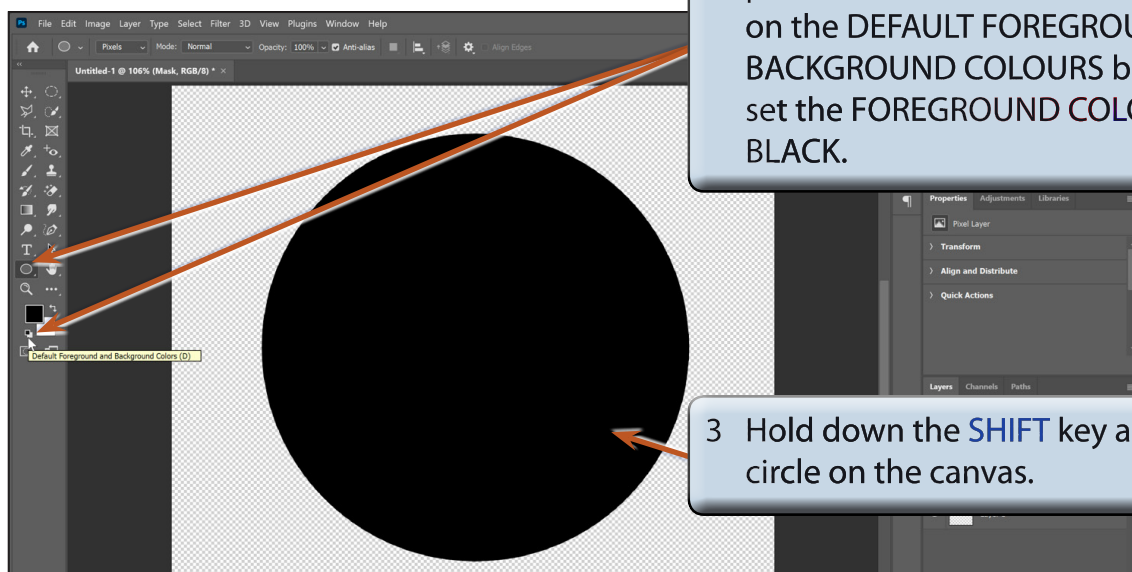 Ps File Edit Image Layer Type Select Filter 3D View Plugins Window Help
Pixels Mode: Normal Opacity: 100% Anti-alias Align Edges
Untitled-1 @ 106% (Mask, RGB/8) * ×
on the DEFAULT FOREGROU
BACKGROUND COLOURS b
set the FOREGROUND COLO
BLACK.
Properties Adjustments Libraries
Pixel Layer
Transform
Align and Distribute
Quick Actions
Default Foreground and Background Colors (D)
Layers Channels Paths
3 Hold down the SHIFT key a
circle on the canvas.